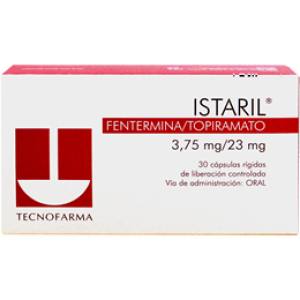 ISTARIL®
FENTERMINA/TOPIRAMATO
3,75 mg/23 mg
30 cápsulas rígidas
de liberación controlada
Vía de administración: ORAL
TECNOFARMA